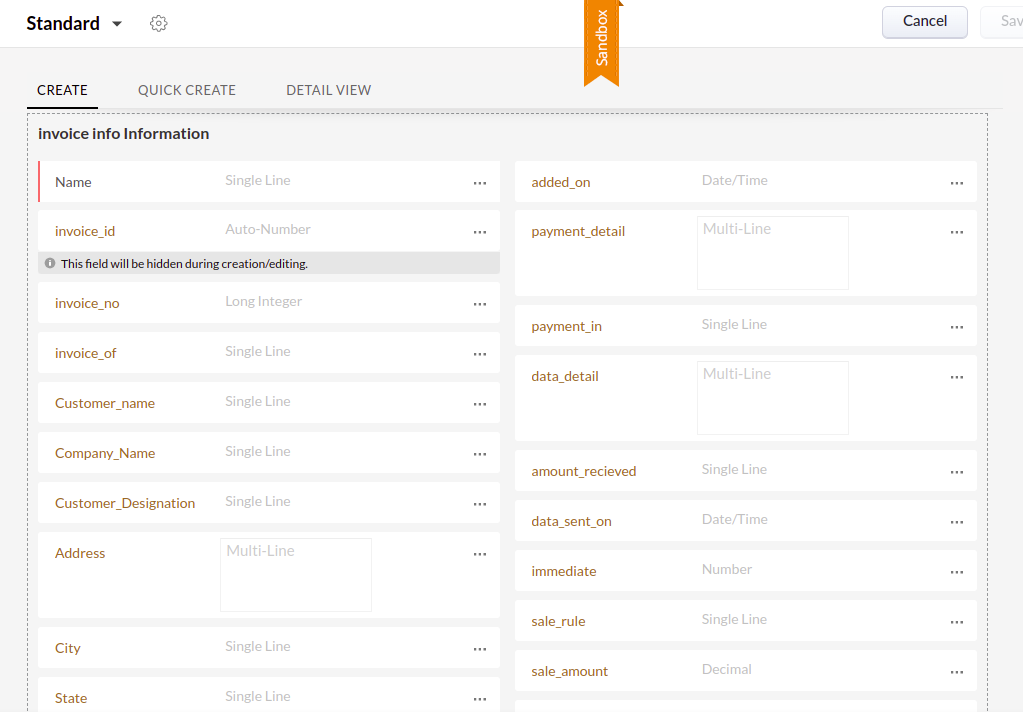 Standard
Sandbox
Cancel
Sav
CREATE
QUICK CREATE
DETAIL VIEW
invoice info Information
Name
Single Line
invoice_id
Auto-Number
This field will be hidden during creation/editing.
invoice_no
Long Integer
invoice_of
Single Line
Customer_name
Single Line
Company_Name
Single Line
Customer_Designation
Single Line
Address
Multi-Line
City
Single Line
State
Single Line
added_on
Date/Time
payment_detail
Multi-Line
payment_in
Single Line
data_detail
Multi-Line
amount_recieved
Single Line
data_sent_on
Date/Time
immediate
Number
sale_rule
Single Line
sale_amount
Decimal